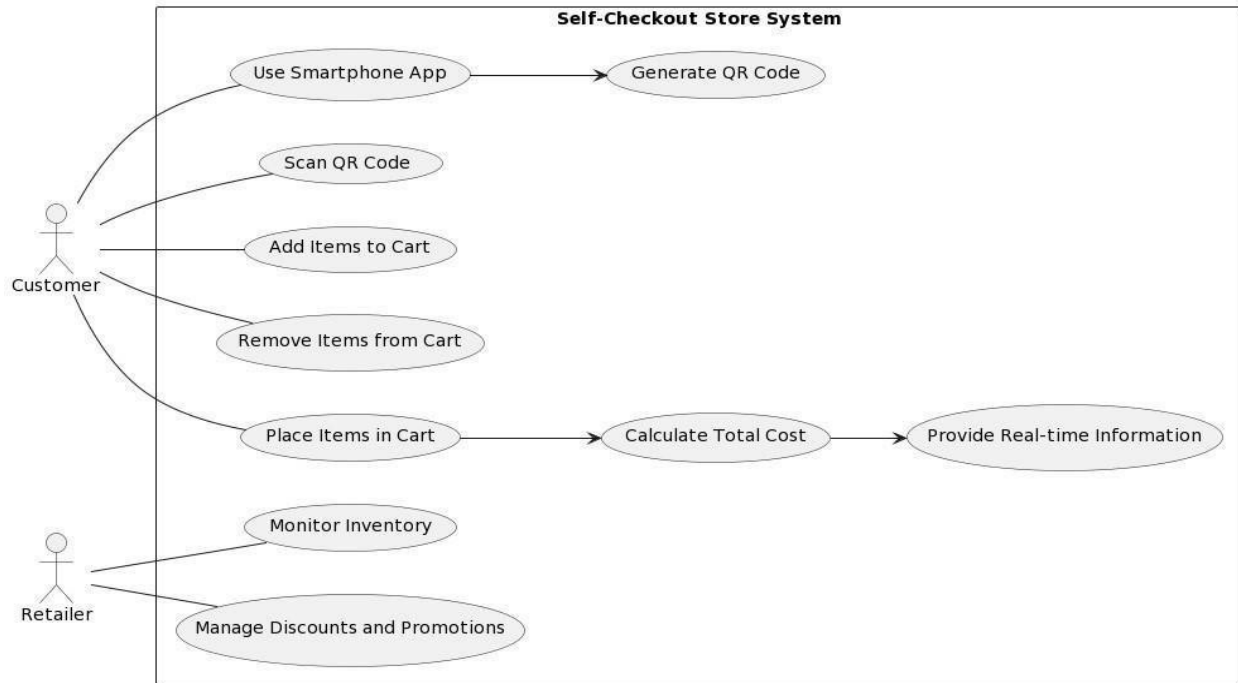 Self-Checkout Store System
Use Smartphone App
Generate QR Code
Scan QR Code
Add Items to Cart
Customer
Remove Items from Cart
Place Items in Cart
Calculate Total Cost
Provide Real-time Information
Monitor Inventory
Retailer
Manage Discounts and Promotions